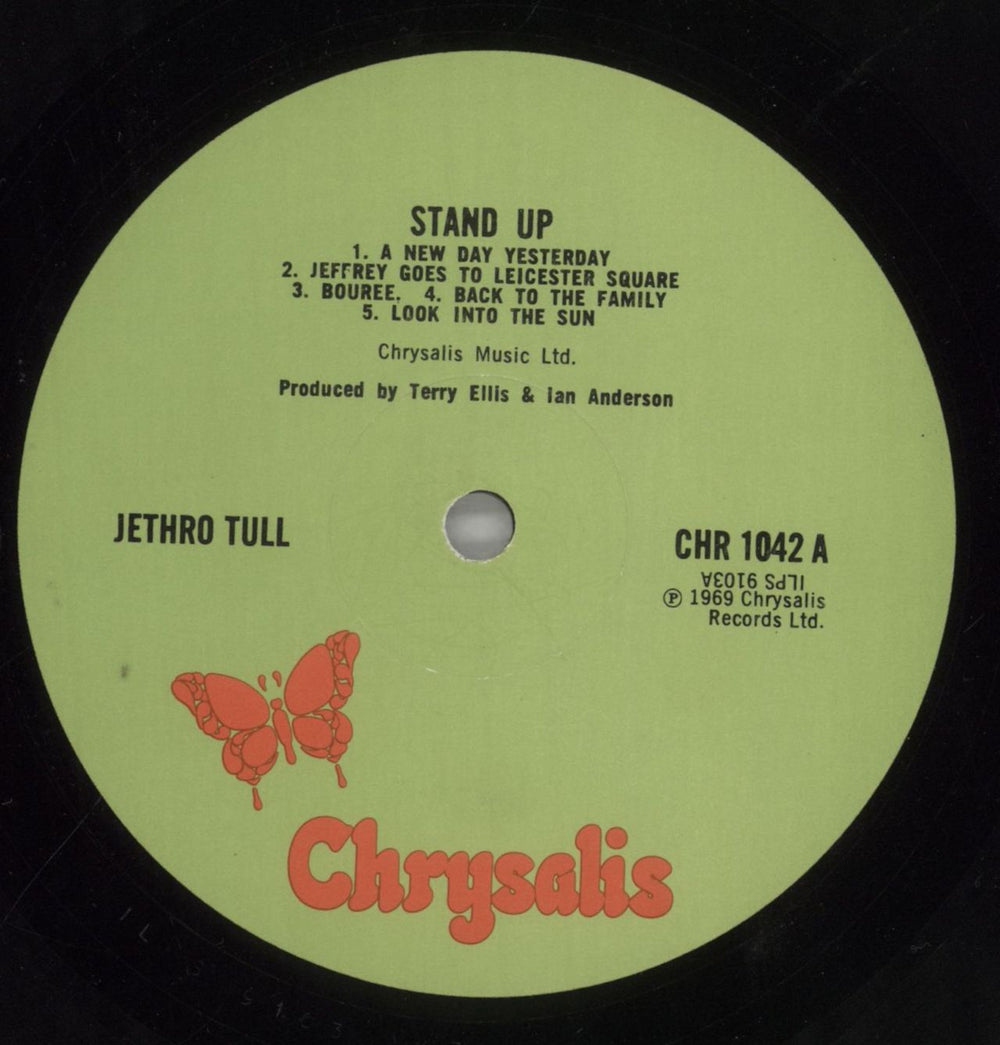 STAND UP
1. A NEW DAY YESTERDAY
2. JEFFREY GOES TO LEICESTER SQUARE
3. BOUREE. 4. BACK TO THE FAMILY
5. LOOK INTO THE SUN
Chrysalis Music Ltd.
Produced by Terry Ellis & Ian Anderson
JETHRO TULL
CHR 1042 A
ILPS 9103A
Ⓟ 1969 Chrysalis
Records Ltd.
Chrysalis